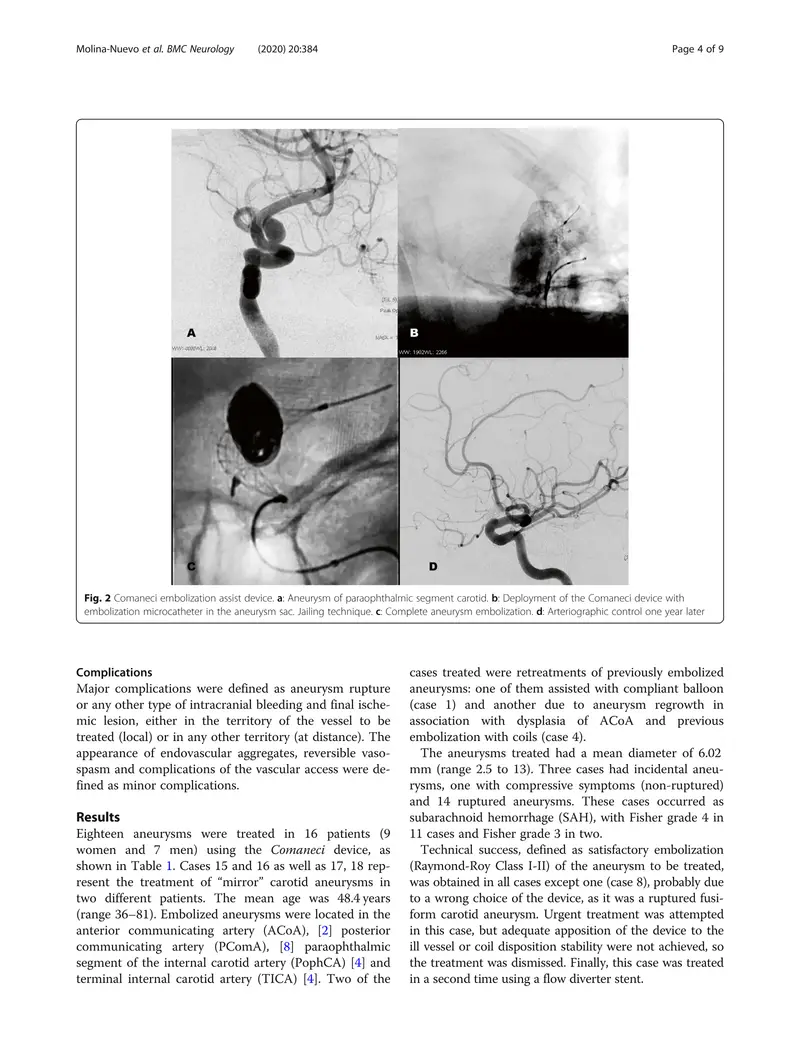 Molina-Nuevo et al. BMC Neurology (2020) 20:384 Page 4 of 9
A
B
WW: 1902WL: 2266
C
D
Fig. 2 Comaneci embolization assist device. a: Aneurysm of paraophthalmic segment carotid. b: Deployment of the Comaneci device with
embolization microcatheter in the aneurysm sac. Jailing technique. c: Complete aneurysm embolization. d: Arteriographic control one year later
Complications
Major complications were defined as aneurysm rupture
or any other type of intracranial bleeding and final ische-
mic lesion, either in the territory of the vessel to be
treated (local) or in any other territory (at distance). The
appearance of endovascular aggregates, reversible vaso-
spasm and complications of the vascular access were de-
fined as minor complications.
Results
Eighteen aneurysms were treated in 16 patients (9
women and 7 men) using the Comaneci device, as
shown in Table 1. Cases 15 and 16 as well as 17, 18 rep-
resent the treatment of “mirror” carotid aneurysms in
two different patients. The mean age was 48.4 years
(range 36–81). Embolized aneurysms were located in the
anterior communicating artery (ACoA), [2] posterior
communicating artery (PComA), [8] paraophthalmic
segment of the internal carotid artery (PophCA) [4] and
terminal internal carotid artery (TICA) [4]. Two of the
cases treated were retreatments of previously embolized
aneurysms: one of them assisted with compliant balloon
(case 1) and another due to aneurysm regrowth in
association with dysplasia of ACoA and previous
embolization with coils (case 4).
The aneurysms treated had a mean diameter of 6.02
mm (range 2.5 to 13). Three cases had incidental aneu-
rysms, one with compressive symptoms (non-ruptured)
and 14 ruptured aneurysms. These cases occurred as
subarachnoid hemorrhage (SAH), with Fisher grade 4 in
11 cases and Fisher grade 3 in two.
Technical success, defined as satisfactory embolization
(Raymond-Roy Class I-II) of the aneurysm to be treated,
was obtained in all cases except one (case 8), probably due
to a wrong choice of the device, as it was a ruptured fusi-
form carotid aneurysm. Urgent treatment was attempted
in this case, but adequate apposition of the device to the
ill vessel or coil disposition stability were not achieved, so
the treatment was dismissed. Finally, this case was treated
in a second time using a flow diverter stent.